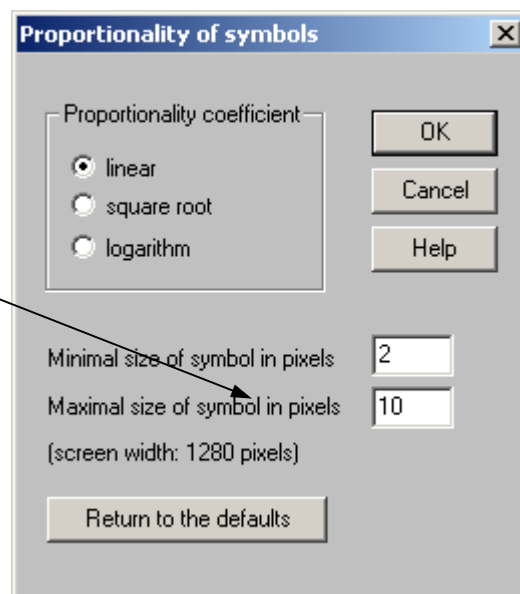 Proportionality of symbols
Proportionality coefficient
linear
square root
logarithm
OK
Cancel
Help
Minimal size of symbol in pixels 2
Maximal size of symbol in pixels 10
(screen width: 1280 pixels)
Return to the defaults